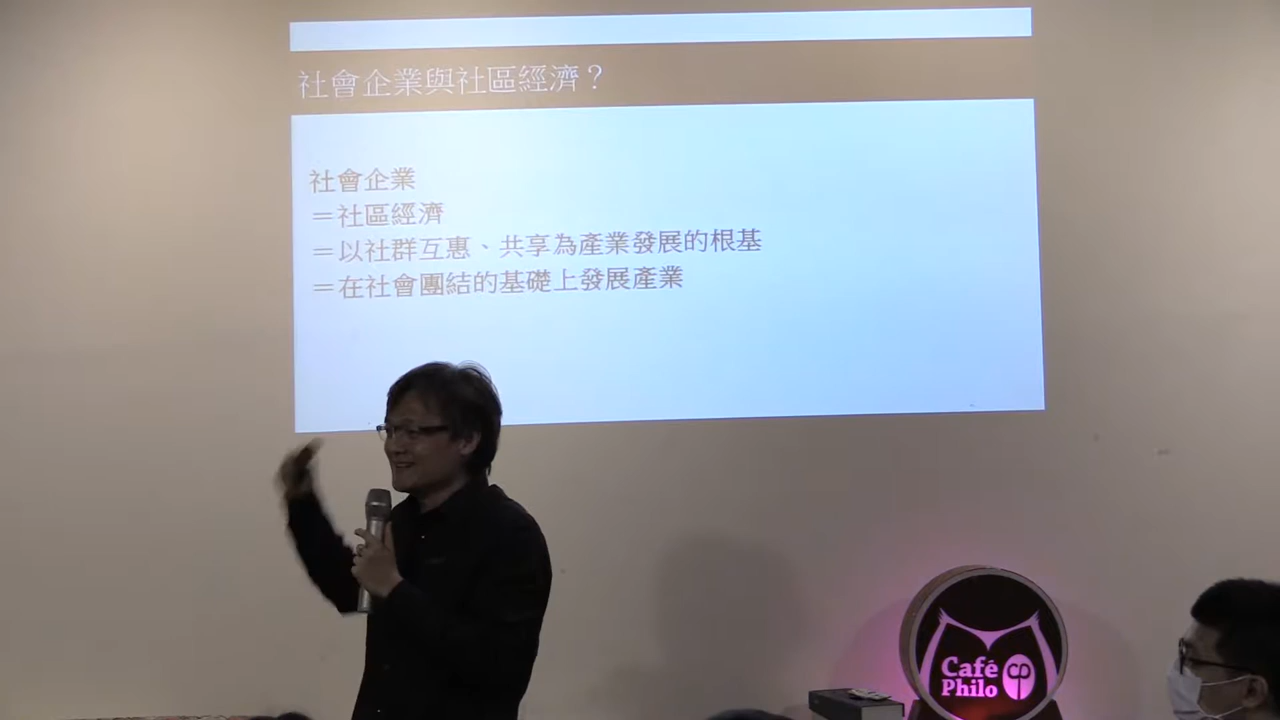 社會企業與社區經濟？
社會企業
＝社區經濟
＝以社群互惠、共享為產業發展的根基
＝在社會團結的基礎上發展產業
Café
Philo